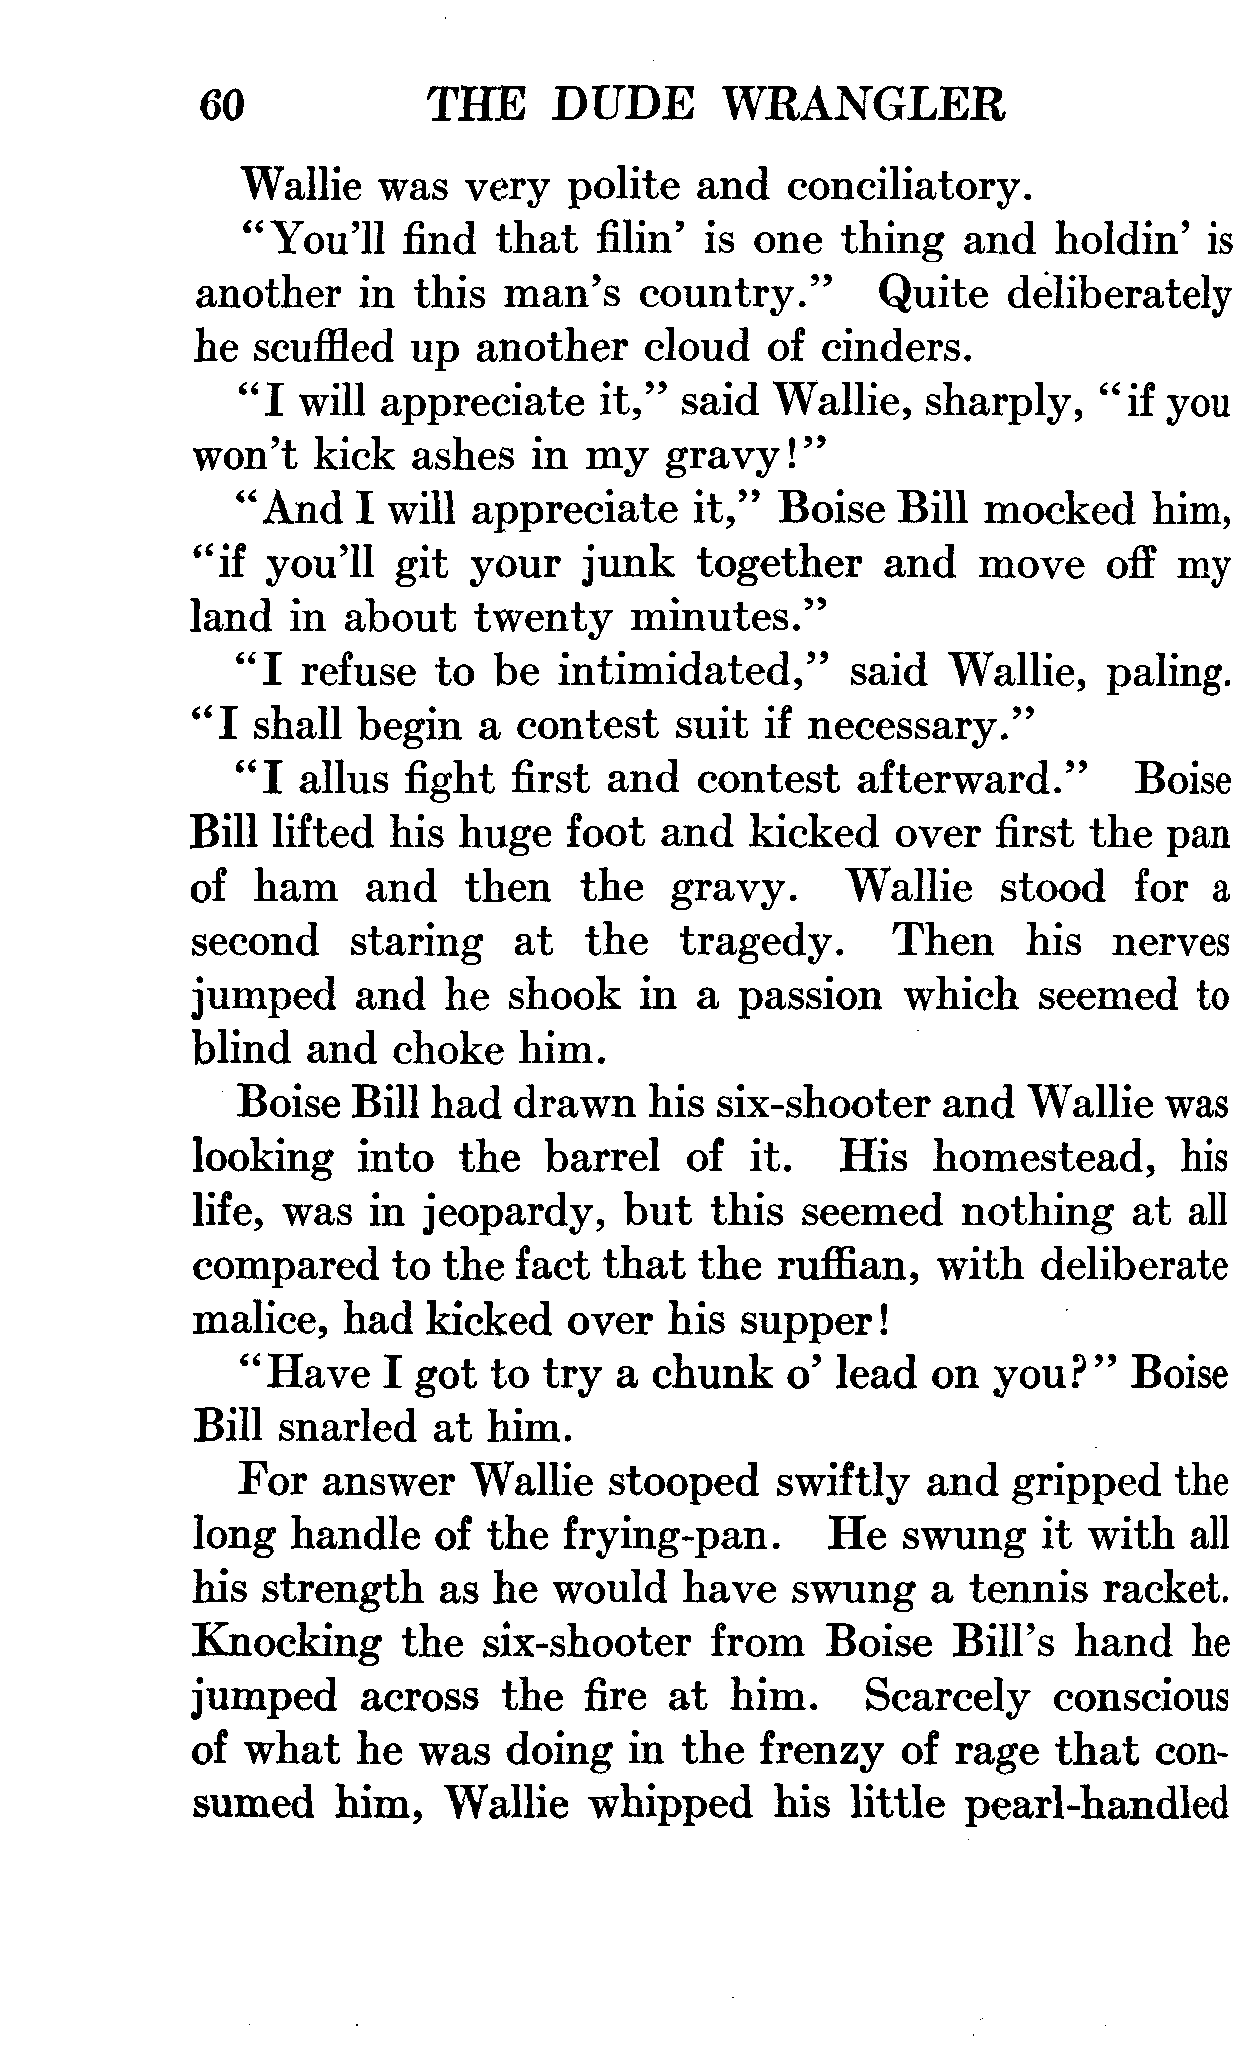 60 THE DUDE WRANGLER
Wallie was very polite and conciliatory.
"You'll find that filin' is one thing and holdin' is
another in this man's country." Quite deliberately
he scuffled up another cloud of cinders.
"I will appreciate it," said Wallie, sharply, "if you
won't kick ashes in my gravy!"
"And I will appreciate it," Boise Bill mocked him,
"if you'll git your junk together and move off my
land in about twenty minutes."
"I refuse to be intimidated," said Wallie, paling.
"I shall begin a contest suit if necessary."
"I allus fight first and contest afterward." Boise
Bill lifted his huge foot and kicked over first the pan
of ham and then the gravy. Wallie stood for a
second staring at the tragedy. Then his nerves
jumped and he shook in a passion which seemed to
blind and choke him.
Boise Bill had drawn his six-shooter and Wallie was
looking into the barrel of it. His homestead, his
life, was in jeopardy, but this seemed nothing at all
compared to the fact that the ruffian, with deliberate
malice, had kicked over his supper!
"Have I got to try a chunk o' lead on you?" Boise
Bill snarled at him.
For answer Wallie stooped swiftly and gripped the
long handle of the frying-pan. He swung it with all
his strength as he would have swung a tennis racket.
Knocking the six-shooter from Boise Bill's hand he
jumped across the fire at him. Scarcely conscious
of what he was doing in the frenzy of rage that con-
sumed him, Wallie whipped his little pearl-handled